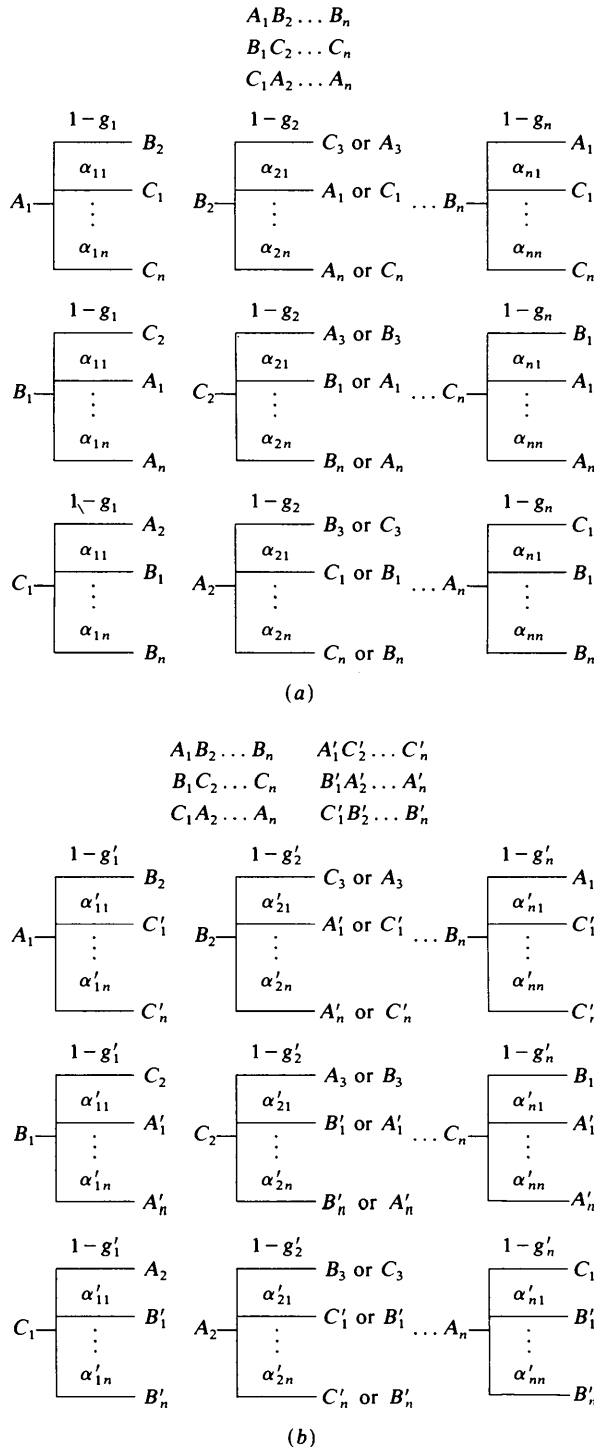 A₁B₂ … Bₙ
B₁C₂ … Cₙ
C₁A₂ … Aₙ
1−g₁ 1−g₂ 1−gₙ
B₂ C₃ or A₃ A₁
α₁₁ α₂₁ αₙ₁
A₁ C₁ B₂ A₁ or C₁ … Bₙ C₁
⋮ ⋮ ⋮
α₁ₙ α₂ₙ αₙₙ
Cₙ Aₙ or Cₙ Cₙ
1−g₁ 1−g₂ 1−gₙ
C₂ A₃ or B₃ B₁
α₁₁ α₂₁ αₙ₁
B₁ A₁ C₂ B₁ or A₁ … Cₙ A₁
⋮ ⋮ ⋮
α₁ₙ α₂ₙ αₙₙ
Aₙ Bₙ or Aₙ Aₙ
1−g₁ 1−g₂ 1−gₙ
A₂ B₃ or C₃ C₁
α₁₁ α₂₁ αₙ₁
C₁ B₁ A₂ C₁ or B₁ … Aₙ B₁
⋮ ⋮ ⋮
α₁ₙ α₂ₙ αₙₙ
Bₙ Cₙ or Bₙ Bₙ
(a)
A₁B₂ … Bₙ A′₁C′₂ … C′ₙ
B₁C₂ … Cₙ B′₁A′₂ … A′ₙ
C₁A₂ … Aₙ C′₁B′₂ … B′ₙ
1−g′₁ 1−g′₂ 1−g′ₙ
B₂ C₃ or A₃ A₁
α′₁₁ α′₂₁ α′ₙ₁
A₁ C′₁ B₂ A′₁ or C′₁ … Bₙ C′₁
⋮ ⋮ ⋮
α′₁ₙ α′₂ₙ α′ₙₙ
C′ₙ A′ₙ or C′ₙ C′ₙ
1−g′₁ 1−g′₂ 1−g′ₙ
C₂ A₃ or B₃ B₁
α′₁₁ α′₂₁ α′ₙ₁
B₁ A′₁ C₂ B′₁ or A′₁ … Cₙ A′₁
⋮ ⋮ ⋮
α′₁ₙ α′₂ₙ α′ₙₙ
A′ₙ B′ₙ or A′ₙ A′ₙ
1−g′₁ 1−g′₂ 1−g′ₙ
A₂ B₃ or C₃ C₁
α′₁₁ α′₂₁ α′ₙ₁
C₁ B′₁ A₂ C′₁ or B′₁ … Aₙ B′₁
⋮ ⋮ ⋮
α′₁ₙ α′₂ₙ α′ₙₙ
B′ₙ C′ₙ or B′ₙ B′ₙ
(b)